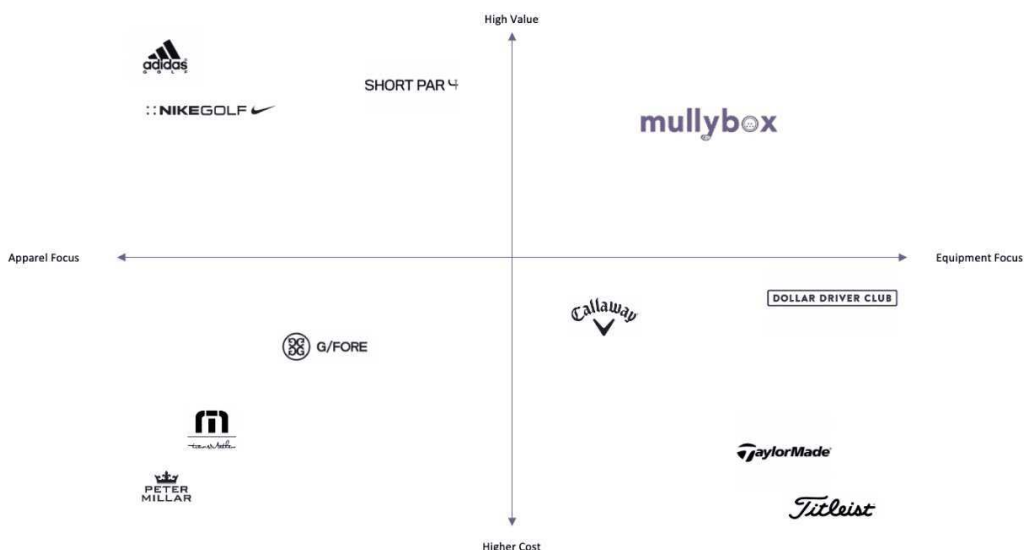 High Value
adidas
GOLF
SHORT PAR 4
::NIKEGOLF
mullybox
Apparel Focus
Equipment Focus
DOLLAR DRIVER CLUB
Callaway
G/FORE
TaylorMade
PETER
MILLAR
Titleist
Higher Cost